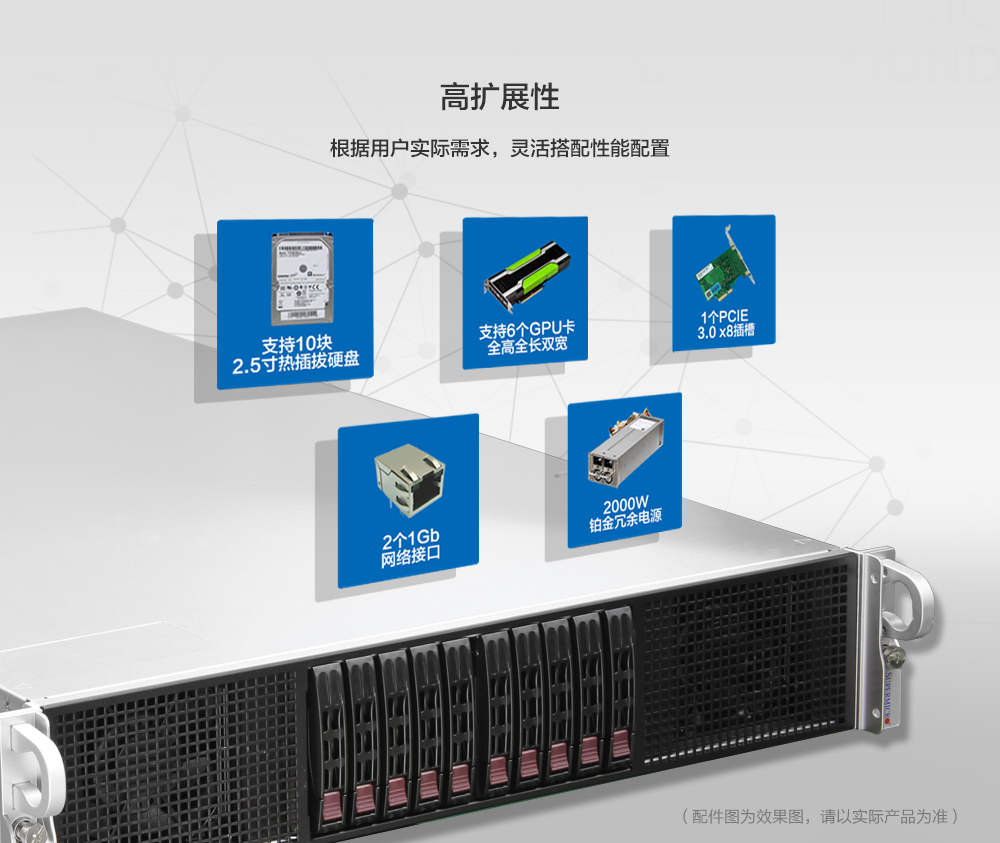 高扩展性
根据用户实际需求，灵活搭配性能配置
支持10块
2.5寸热插拔硬盘
支持6个GPU卡
全高全长双宽
1个PCIE
3.0 x8插槽
2个1Gb
网络接口
2000W
铂金冗余电源
SUPERMICR
（配件图为效果图，请以实际产品为准）